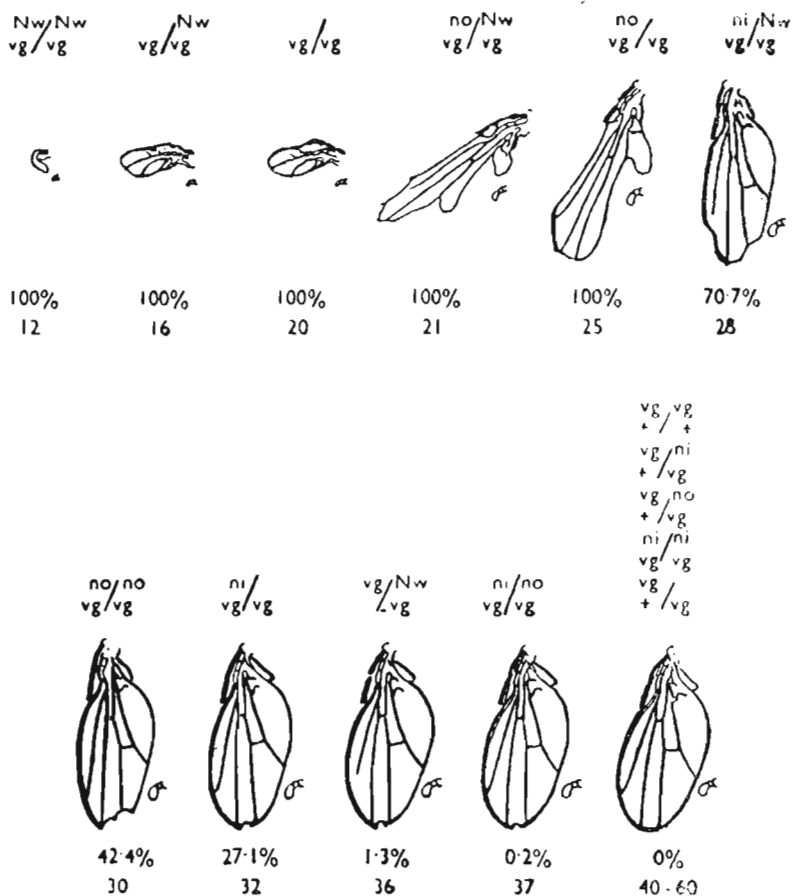 Nw/Nw vg/Nw vg/vg no/Nw no/vg ni/Nw
vg/vg vg/vg vg/vg vg/vg vg/vg
100% 100% 100% 100% 100% 70·7%
12 16 20 21 25 28
vg/vg
+/+
vg/ni
+/vg
vg/no
+/vg
ni/ni
vg/vg
no/no ni/ vg/Nw ni/no vg/
vg/vg vg/vg vg vg/vg +/vg
42·4% 27·1% 1·3% 0·2% 0%
30 32 36 37 40-60